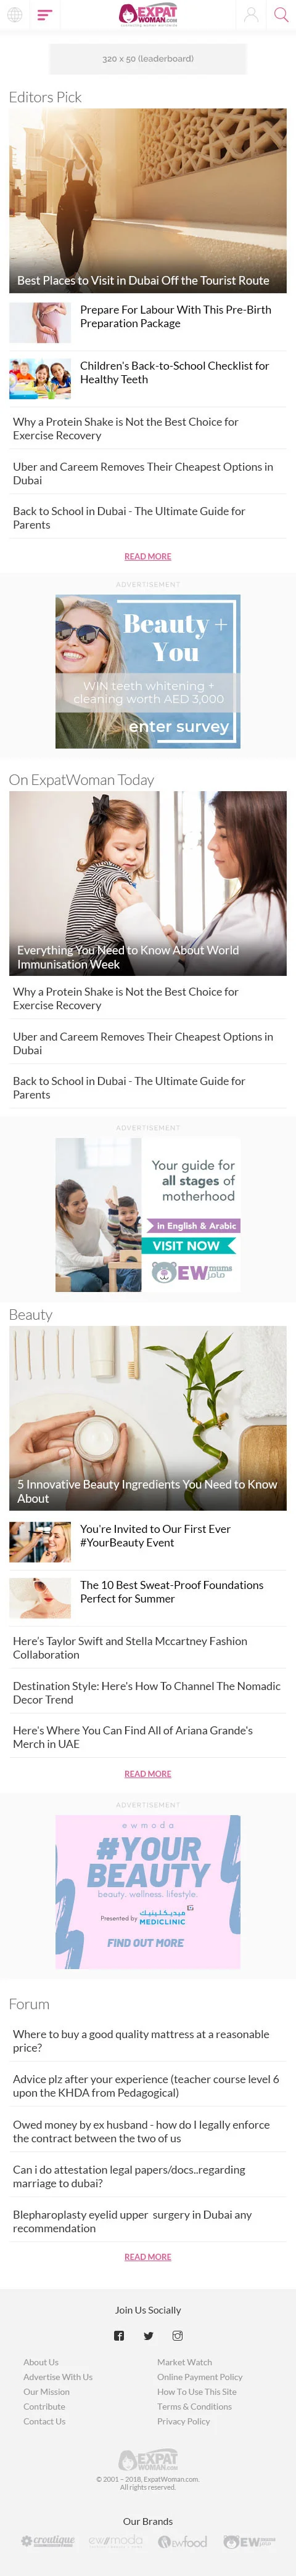 EXPAT
WOMAN.COM
320 x 50 (leaderboard)
Editors Pick
Best Places to Visit in Dubai Off the Tourist Route
Prepare For Labour With This Pre-Birth
Preparation Package
Children's Back-to-School Checklist for
Healthy Teeth
Why a Protein Shake is Not the Best Choice for
Exercise Recovery
Uber and Careem Removes Their Cheapest Options in
Dubai
Back to School in Dubai - The Ultimate Guide for
Parents
READ MORE
ADVERTISEMENT
Beauty +
You
WIN teeth whitening +
cleaning worth AED 3,000
enter survey
On ExpatWoman Today
Everything You Need to Know About World
Immunisation Week
Why a Protein Shake is Not the Best Choice for
Exercise Recovery
Uber and Careem Removes Their Cheapest Options in
Dubai
Back to School in Dubai - The Ultimate Guide for
Parents
ADVERTISEMENT
Your guide for
all stages of
motherhood
in English & Arabic
VISIT NOW
EW mums
Beauty
5 Innovative Beauty Ingredients You Need to Know
About
You're Invited to Our First Ever
#YourBeauty Event
The 10 Best Sweat-Proof Foundations
Perfect for Summer
Here's Taylor Swift and Stella Mccartney Fashion
Collaboration
Destination Style: Here's How To Channel The Nomadic
Decor Trend
Here's Where You Can Find All of Ariana Grande's
Merch in UAE
READ MORE
ADVERTISEMENT
ewmoda
#YOUR
BEAUTY
beauty. wellness. lifestyle.
Presented by ميديكلينيك
MEDICLINIC
FIND OUT MORE
Forum
Where to buy a good quality mattress at a reasonable
price?
Advice plz after your experience (teacher course level 6
upon the KHDA from Pedagogical)
Owed money by ex husband - how do I legally enforce
the contract between the two of us
Can i do attestation legal papers/docs..regarding
marriage to dubai?
Blepharoplasty eyelid upper surgery in Dubai any
recommendation
READ MORE
Join Us Socially
About Us
Advertise With Us
Our Mission
Contribute
Contact Us
Market Watch
Online Payment Policy
How To Use This Site
Terms & Conditions
Privacy Policy
EXPAT
WOMAN.COM
© 2001 – 2018, ExpatWoman.com.
All rights reserved.
Our Brands
creatique
ew//moda
ewfood
EW mums